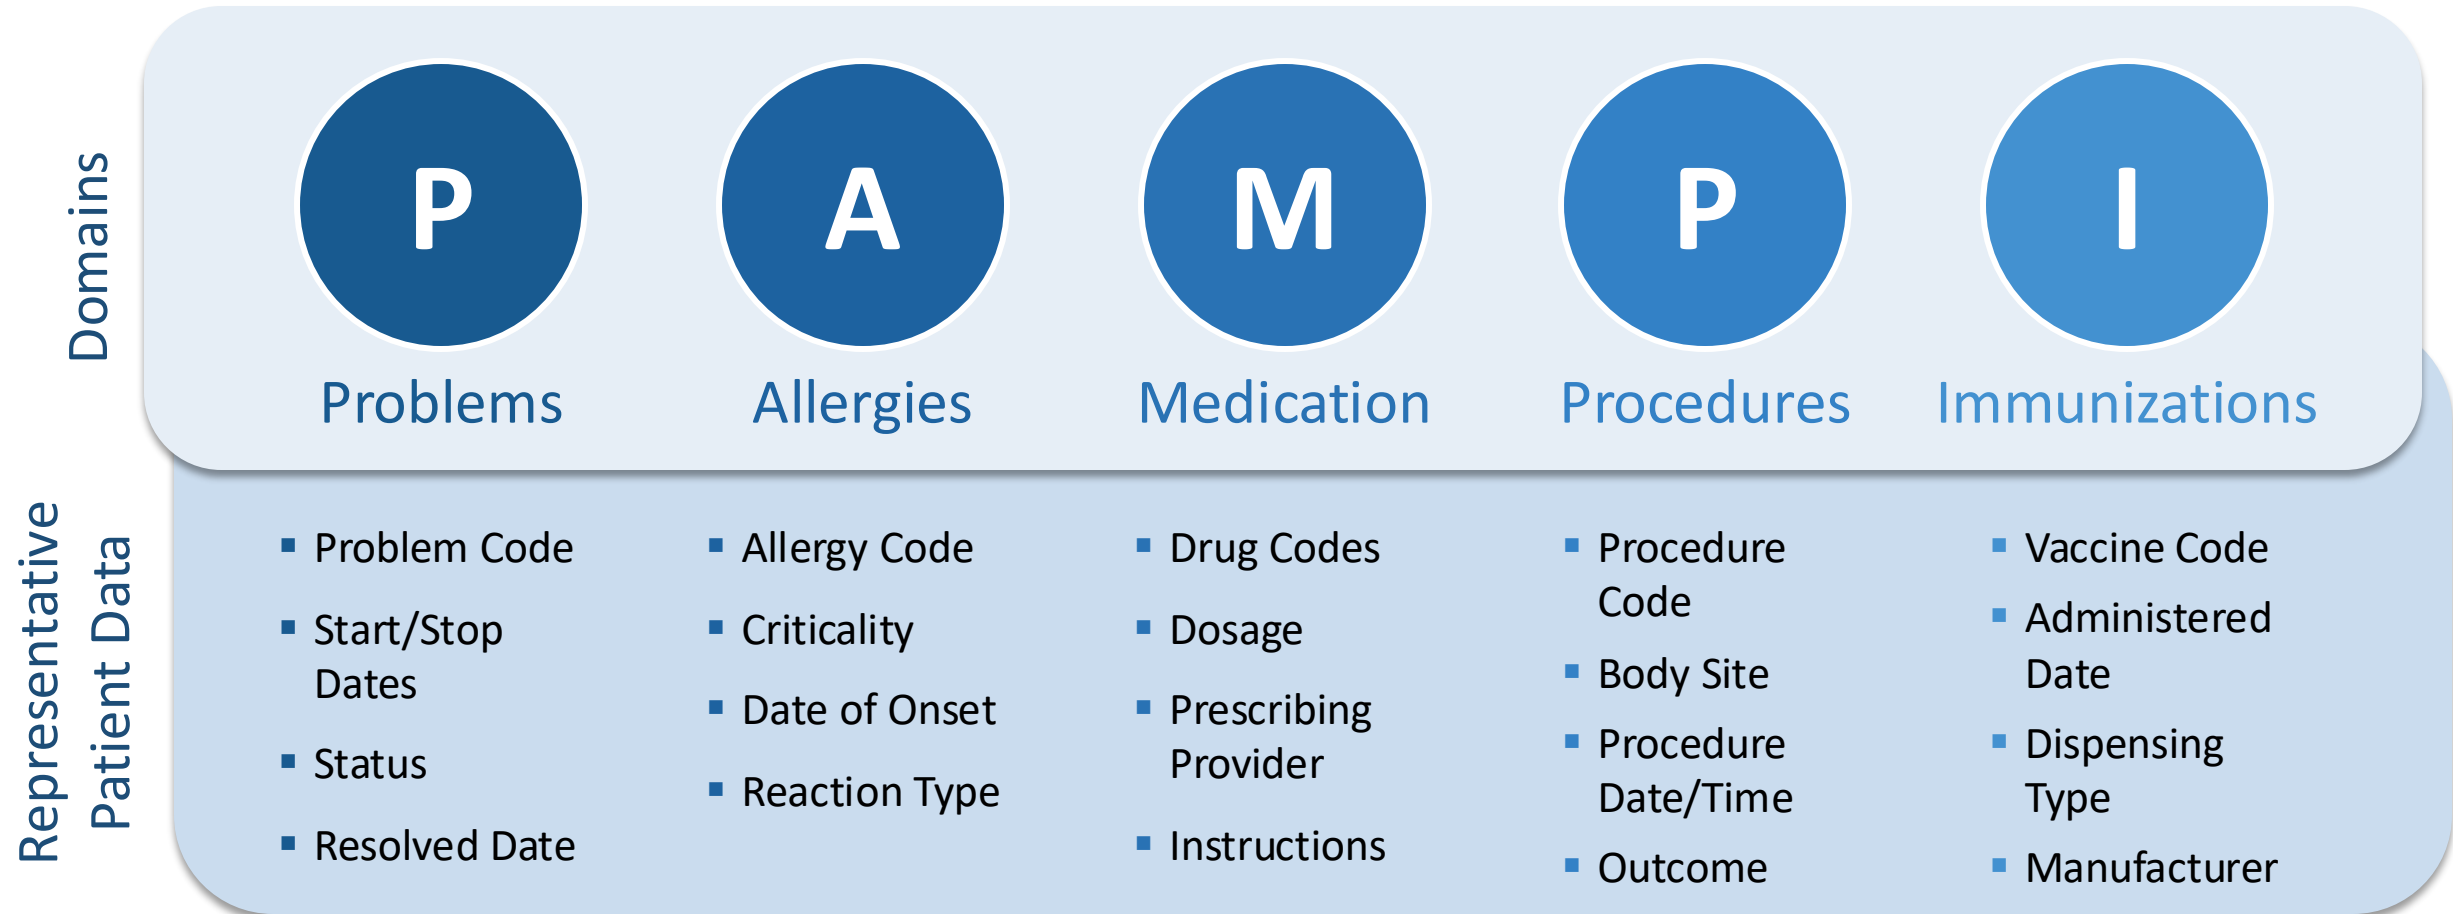 Domains
P
A
M
P
I
Problems
Allergies
Medication
Procedures
Immunizations
Representative
Patient Data
▪ Problem Code
▪ Start/Stop
Dates
▪ Status
▪ Resolved Date
▪ Allergy Code
▪ Criticality
▪ Date of Onset
▪ Reaction Type
▪ Drug Codes
▪ Dosage
▪ Prescribing
Provider
▪ Instructions
▪ Procedure
Code
▪ Body Site
▪ Procedure
Date/Time
▪ Outcome
▪ Vaccine Code
▪ Administered
Date
▪ Dispensing
Type
▪ Manufacturer